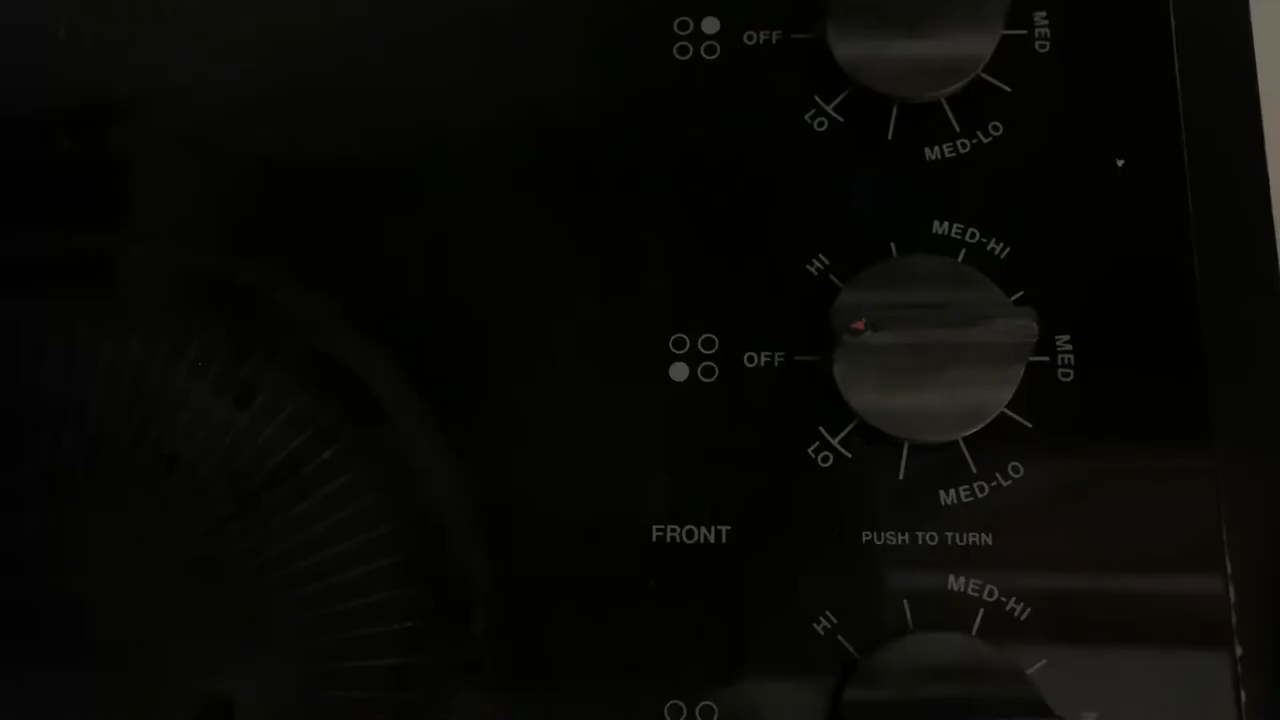 OFF
MED
LO
MED-LO
MED-HI
HI
OFF
MED
LO
MED-LO
FRONT
PUSH TO TURN
MED-HI
HI